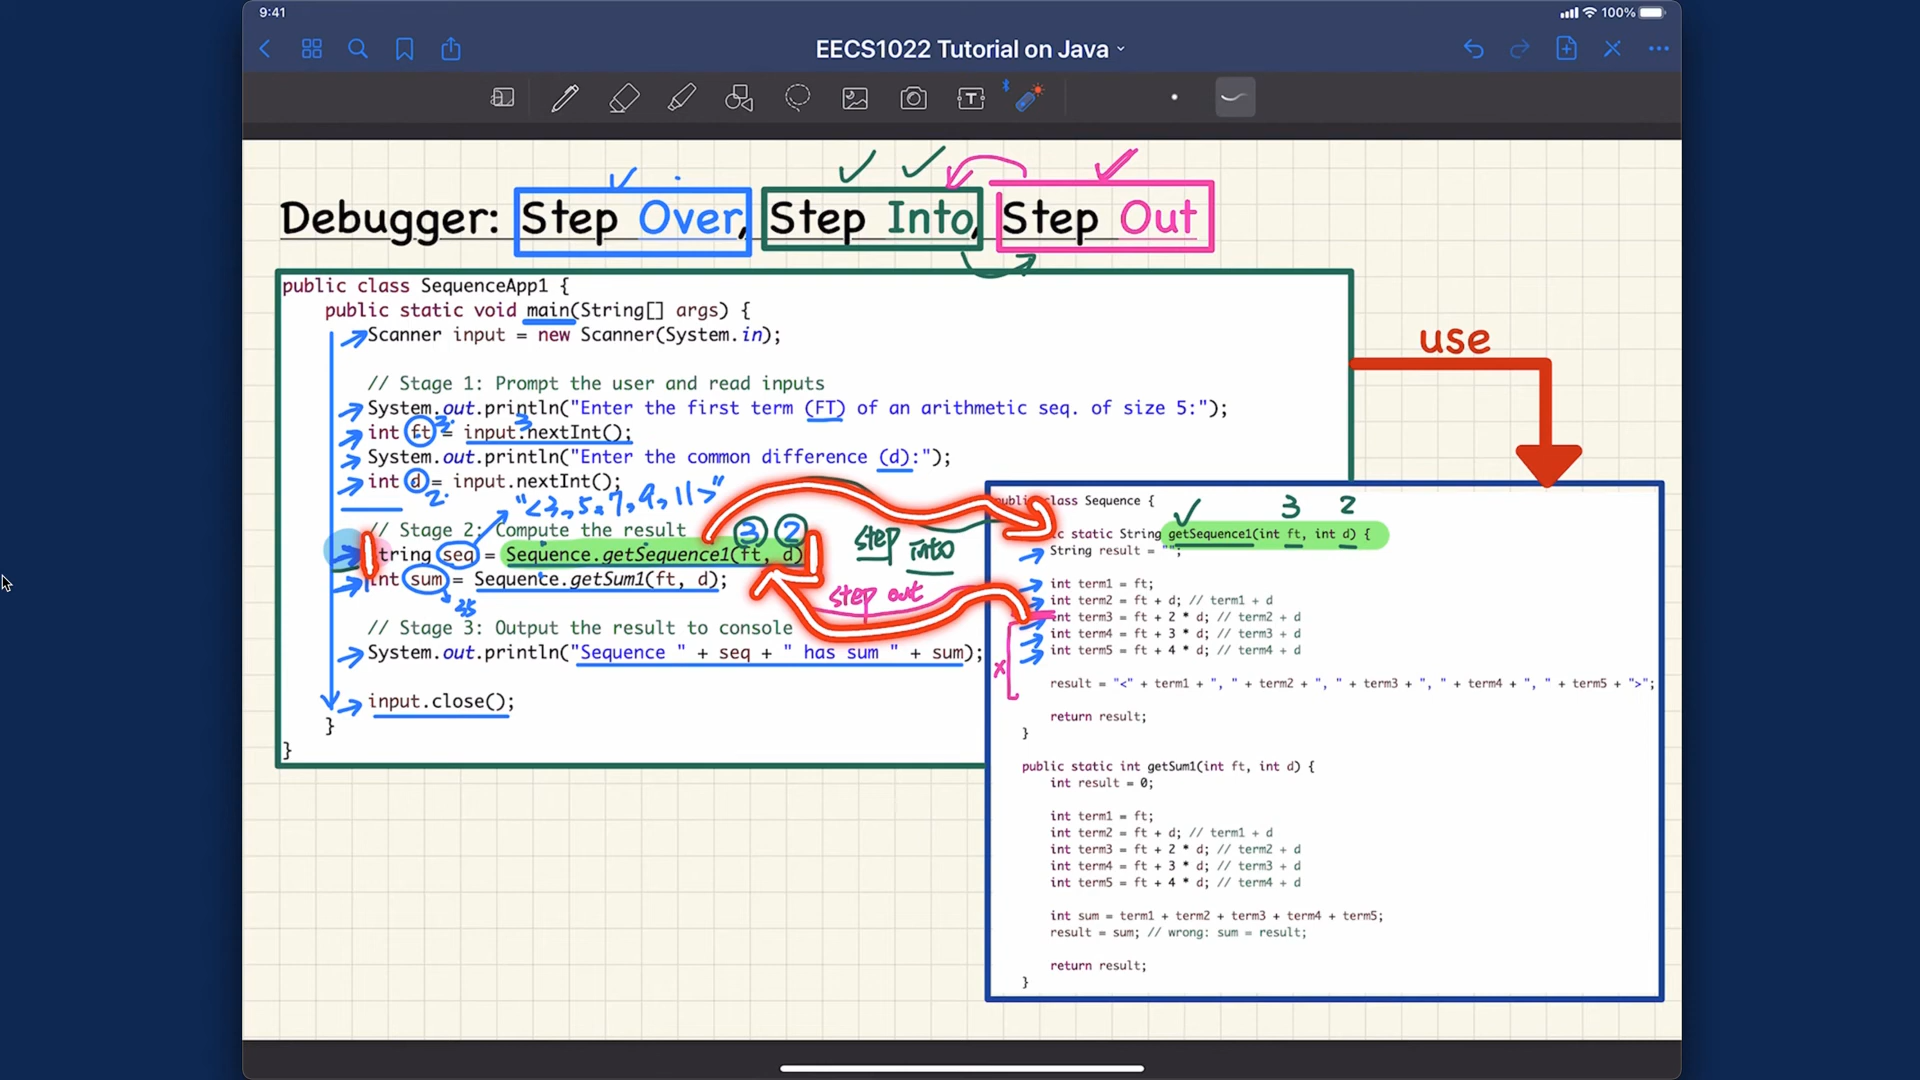 9:41
100%
EECS1022 Tutorial on Java
Debugger: Step Over, Step Into, Step Out
public class SequenceApp1 {
public static void main(String[] args) {
Scanner input = new Scanner(System.in);
// Stage 1: Prompt the user and read inputs
System.out.println("Enter the first term (FT) of an arithmetic seq. of size 5:");
3
3
int ft = input.nextInt();
System.out.println("Enter the common difference (d):");
int d = input.nextInt();
2
"<3,5,7,9,11>"
// Stage 2: Compute the result
3 2
String seq = Sequence.getSequence1(ft, d)
int sum = Sequence.getSum1(ft, d);
35
// Stage 3: Output the result to console
System.out.println("Sequence " + seq + " has sum " + sum);
input.close();
}
}
step into
step out
use
public class Sequence {
3 2
static String getSequence1(int ft, int d) {
String result = "";
int term1 = ft;
int term2 = ft + d; // term1 + d
int term3 = ft + 2 * d; // term2 + d
int term4 = ft + 3 * d; // term3 + d
int term5 = ft + 4 * d; // term4 + d
x
result = "<" + term1 + ", " + term2 + ", " + term3 + ", " + term4 + ", " + term5 + ">";
return result;
}
public static int getSum1(int ft, int d) {
int result = 0;
int term1 = ft;
int term2 = ft + d; // term1 + d
int term3 = ft + 2 * d; // term2 + d
int term4 = ft + 3 * d; // term3 + d
int term5 = ft + 4 * d; // term4 + d
int sum = term1 + term2 + term3 + term4 + term5;
result = sum; // wrong: sum = result;
return result;
}